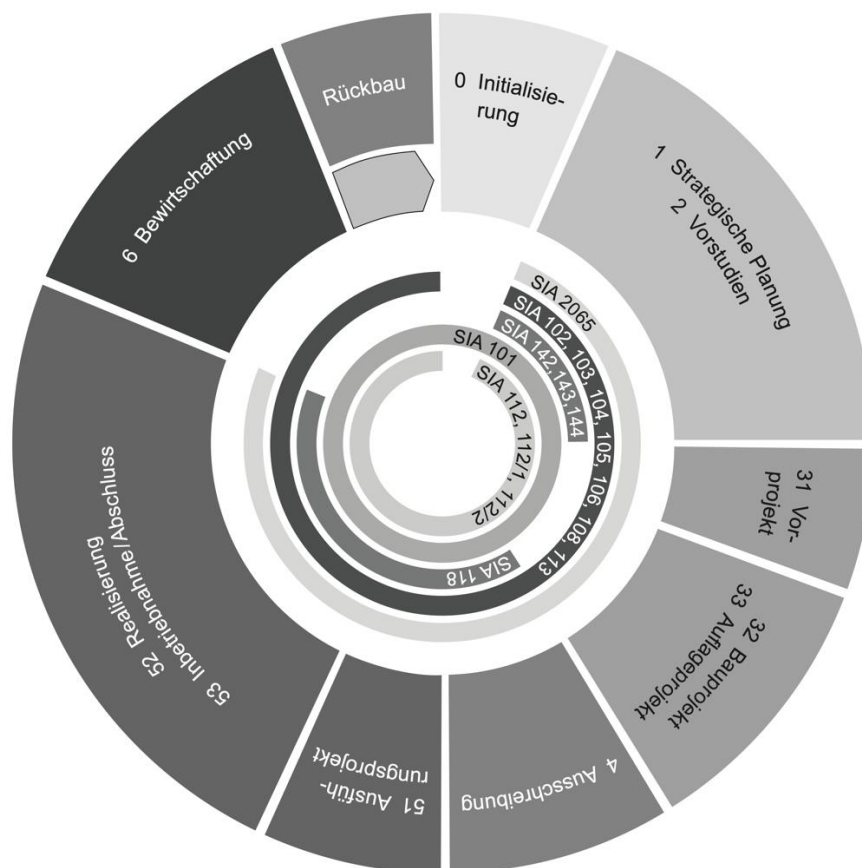 Rückbau
0 Initialisie-
rung
1 Strategische Planung
2 Vorstudien
31 Vor-
projekt
32 Bauprojekt
33 Auflageprojekt
4 Ausschreibung
51 Ausfüh-
rungsprojekt
52 Realisierung
53 Inbetriebnahme/Abschluss
6 Bewirtschaftung
SIA 2065
SIA 102, 103, 104, 105, 106, 108, 113
SIA 142,143,144
SIA 101
SIA 112, 112/1, 112/2
SIA 118